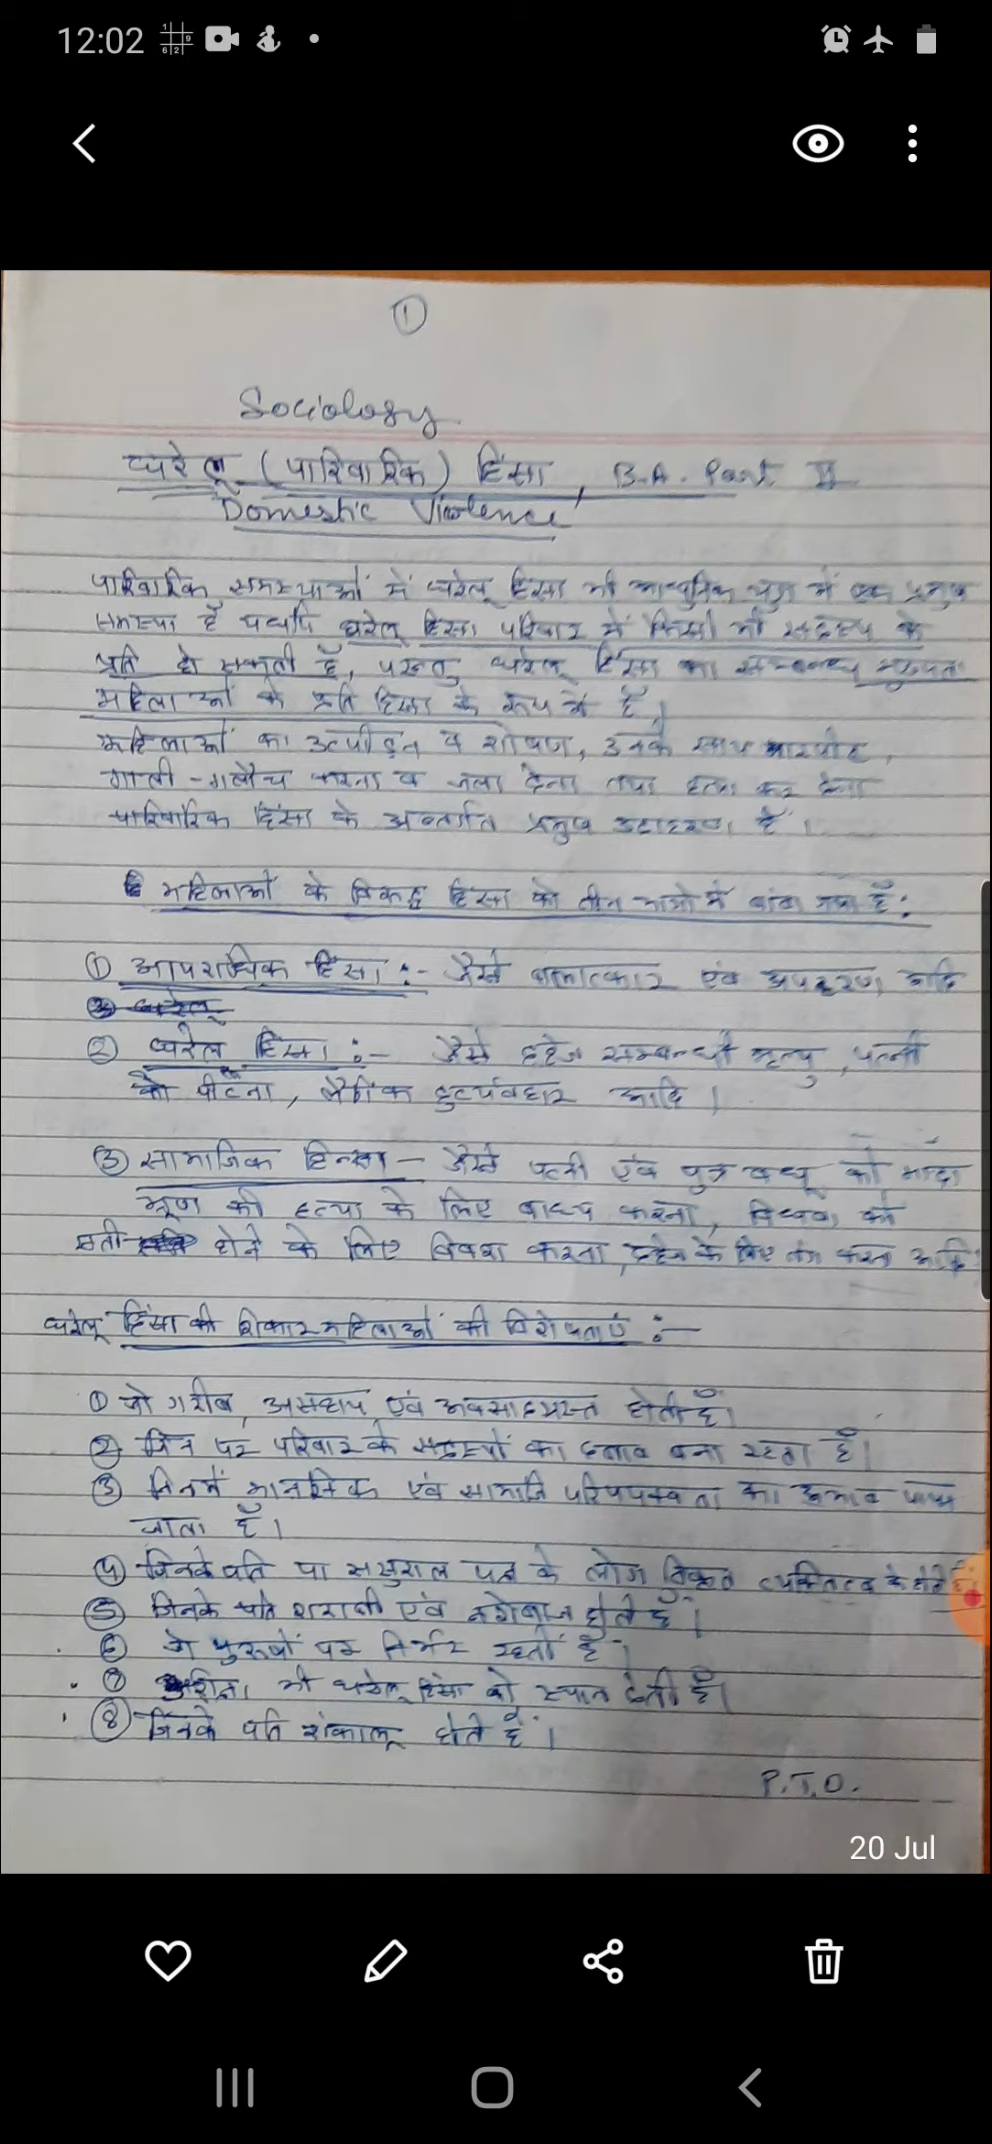 12:02
①
Sociology
घरेलू (पारिवारिक) हिंसा, B.A. Part II
Domestic Violence
पारिवारिक समस्याओं में घरेलू हिंसा भी आधुनिक युग में एक प्रमुख
समस्या है यद्यपि घरेलू हिंसा परिवार में किसी भी सदस्य के
प्रति हो सकती है, परन्तु घरेलू हिंसा का सम्बन्ध मुख्यतः
महिलाओं के प्रति हिंसा के रूप में है।
महिलाओं का उत्पीड़न व शोषण, उनके साथ मारपीट,
गाली-गलौच करना व जला देना तथा हत्या कर देना
पारिवारिक हिंसा के अन्तर्गत प्रमुख उदाहरण है।
महिलाओं के विरूद्ध हिंसा को तीन भागो में बांटा गया है:
① आपराधिक हिंसा :- जैसे बलात्कार एवं अपहरण आदि
② घरेलू
② घरेलू हिंसा :- जैसे दहेज सम्बन्धी मृत्यु, पत्नी
को पीटना, लैंगिक दुर्व्यवहार आदि।
③ सामाजिक हिन्सा - जैसे पत्नी एवं पुत्र बधू को मादा
भ्रूण की हत्या के लिए बाध्य करना, विधवा को
सती होने के लिए विवश करना, दहेज के लिए तंग करना आदि
घरेलू हिंसा की शिकार महिलाओं की विशेषताएं :-
① जो गरीब, असहाय एवं अवसादग्रस्त होती है।
② जिन पर परिवार के सदस्यों का दबाव बना रहता है।
③ जिनमें मानसिक एवं सामाजि परिपक्वता का अभाव पाया
जाता है।
④ जिनके पति या ससुराल पक्ष के लोग विकृत व्यक्तित्व के होते हैं
⑤ जिनके पति शराबी एवं नशेबाज होते हैं।
⑥ जो पुरूषों पर निर्भर रहती है।
⑦ भी घरेलू हिंसा को स्थान देती है।
⑧ जिनके पति शंकालू होते है।
P.T.O.
20 Jul